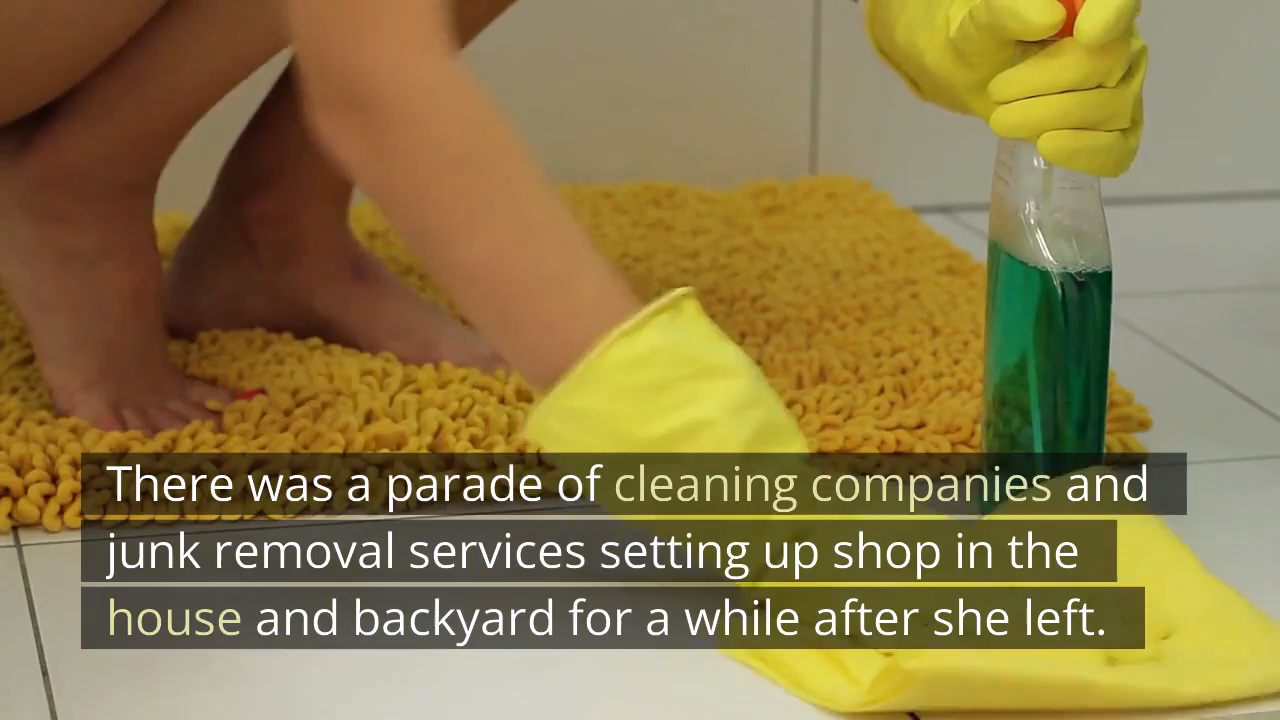 There was a parade of cleaning companies and
junk removal services setting up shop in the
house and backyard for a while after she left.